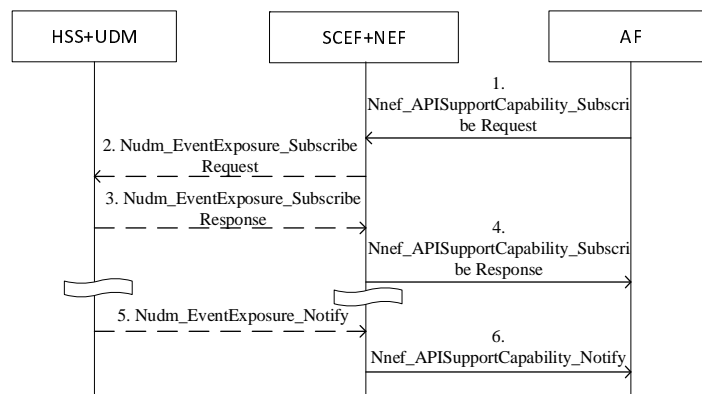 HSS+UDM
SCEF+NEF
AF
1.
Nnef_APISupportCapability_Subscri
be Request
2. Nudm_EventExposure_Subscribe
Request
3. Nudm_EventExposure_Subscribe
Response
4.
Nnef_APISupportCapability_Subscri
be Response
5. Nudm_EventExposure_Notify
6.
Nnef_APISupportCapability_Notify